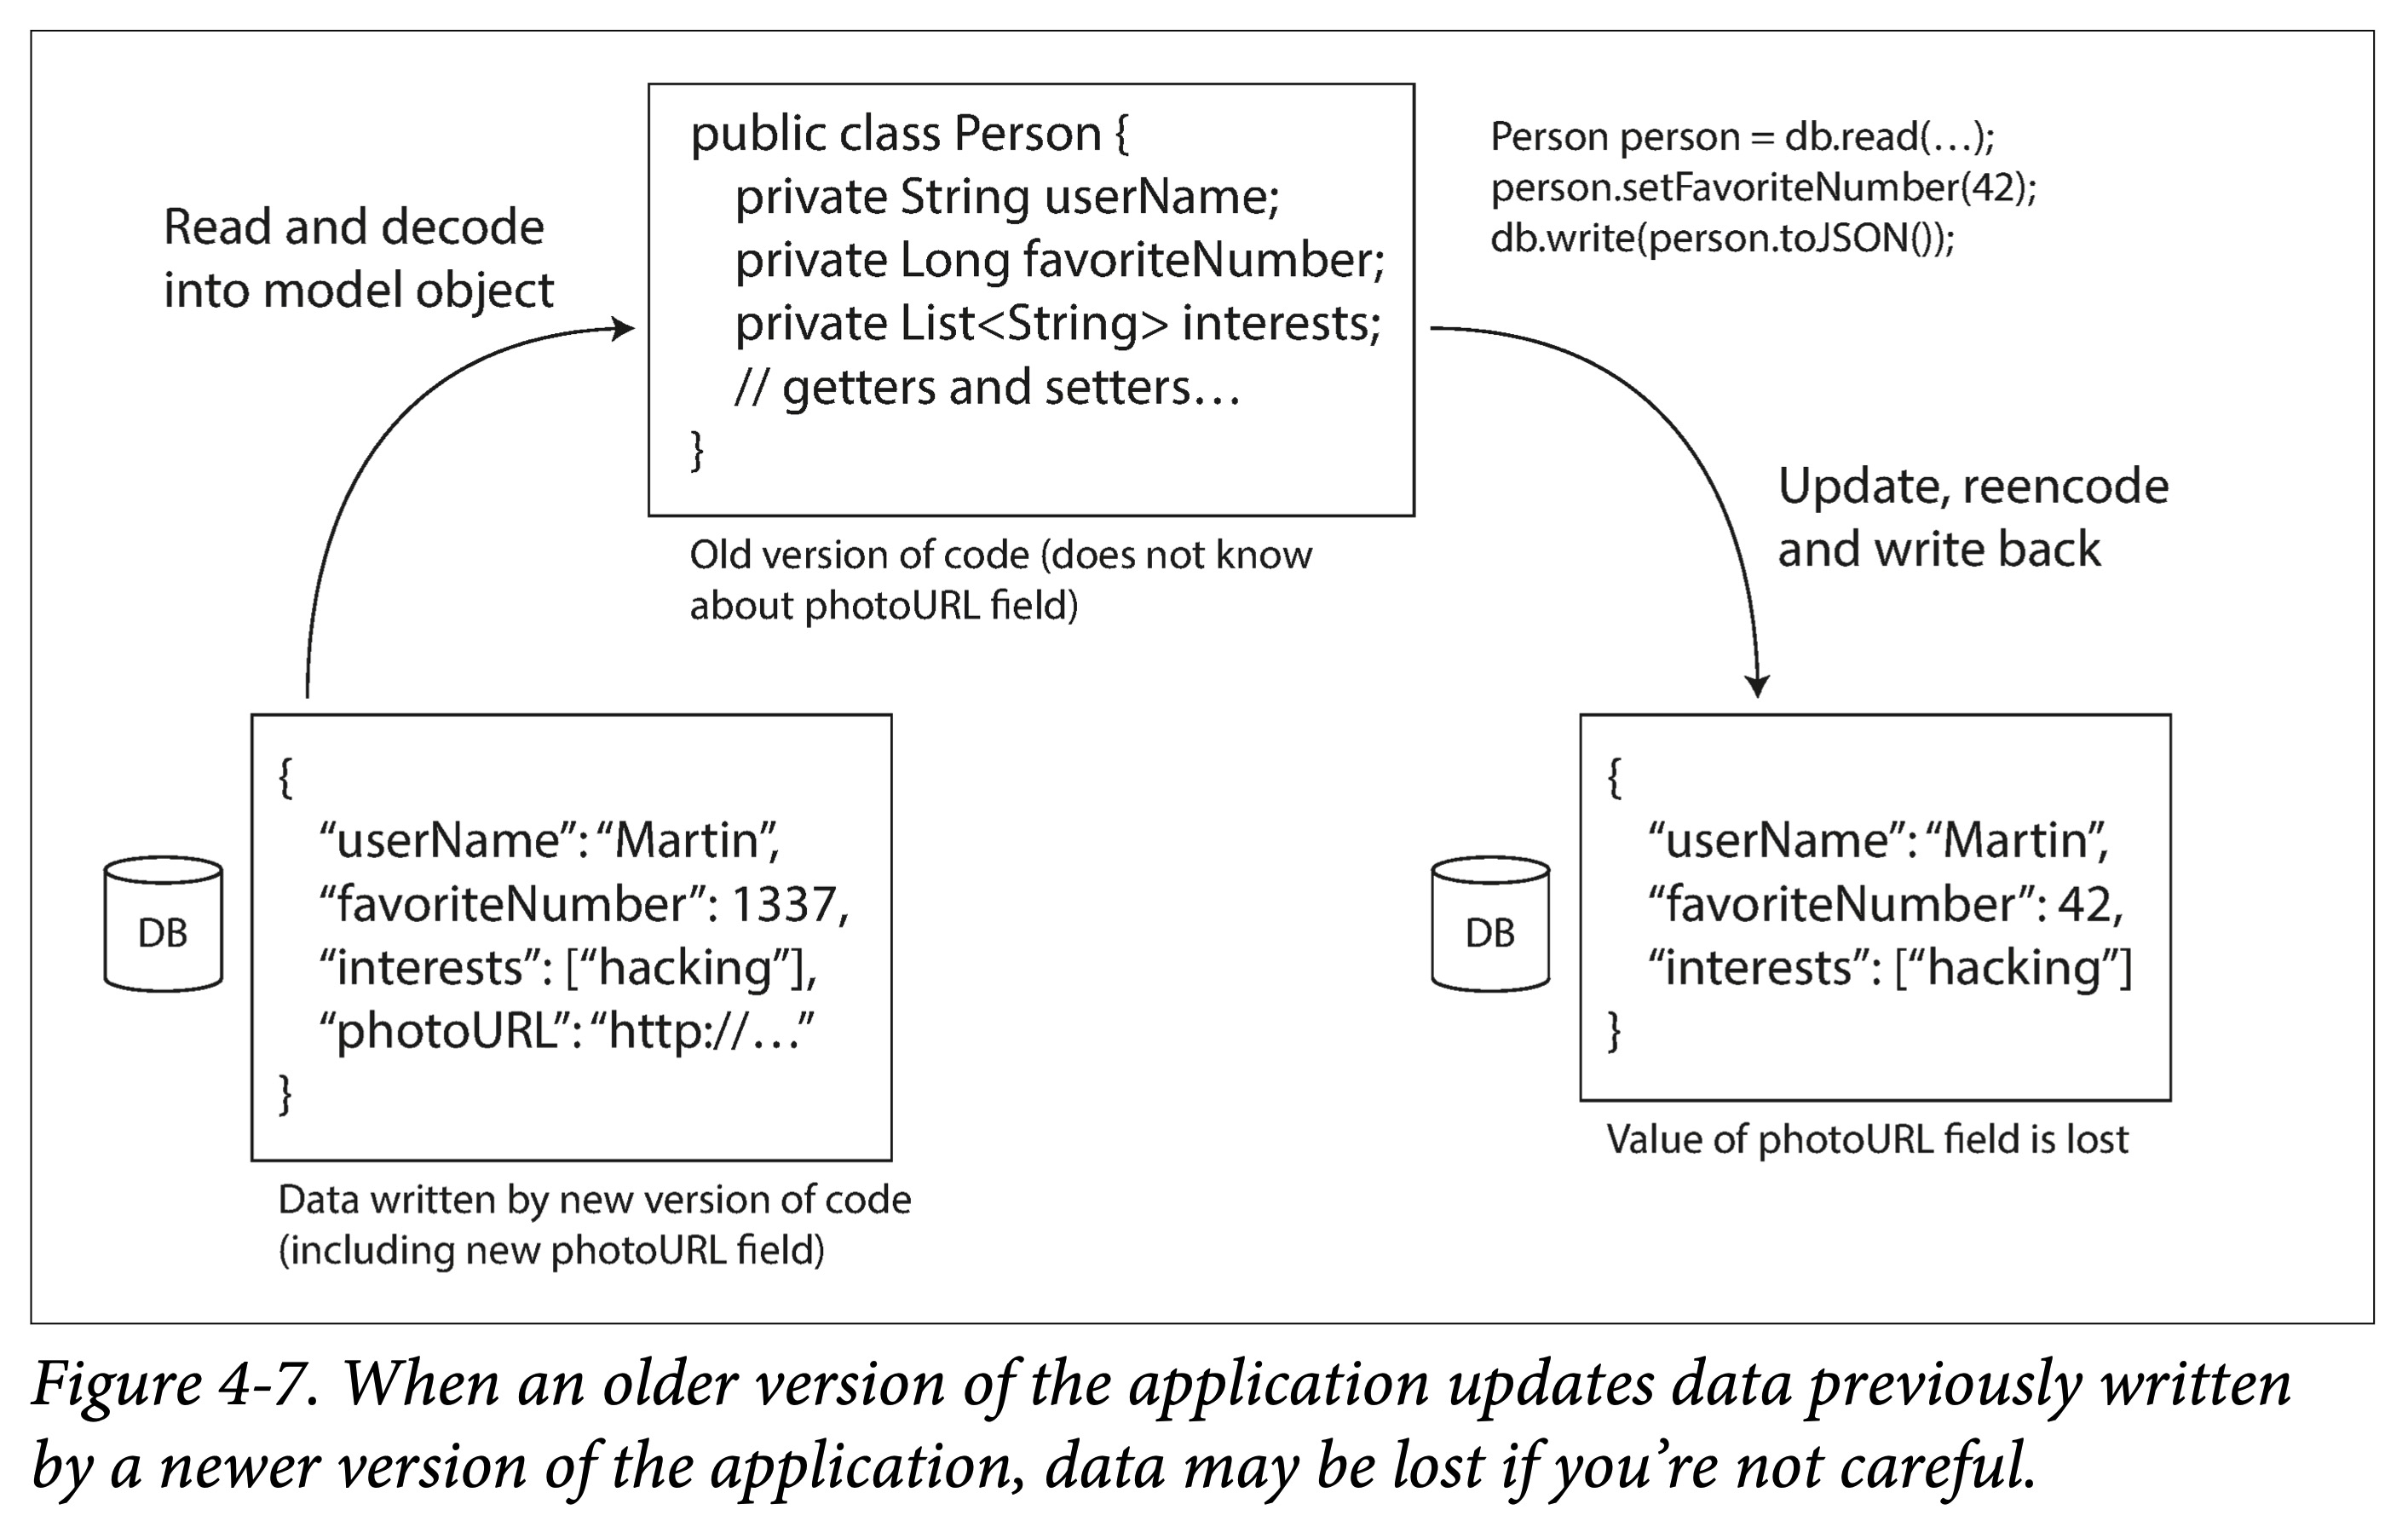 public class Person {
private String userName;
private Long favoriteNumber;
private List<String> interests;
// getters and setters…
}
Person person = db.read(…);
person.setFavoriteNumber(42);
db.write(person.toJSON());
Read and decode
into model object
Old version of code (does not know
about photoURL field)
Update, reencode
and write back
DB
{
“userName”: “Martin”,
“favoriteNumber”: 1337,
“interests”: [“hacking”],
“photoURL”: “http://…”
}
Data written by new version of code
(including new photoURL field)
DB
{
“userName”: “Martin”,
“favoriteNumber”: 42,
“interests”: [“hacking”]
}
Value of photoURL field is lost
Figure 4-7. When an older version of the application updates data previously written
by a newer version of the application, data may be lost if you’re not careful.